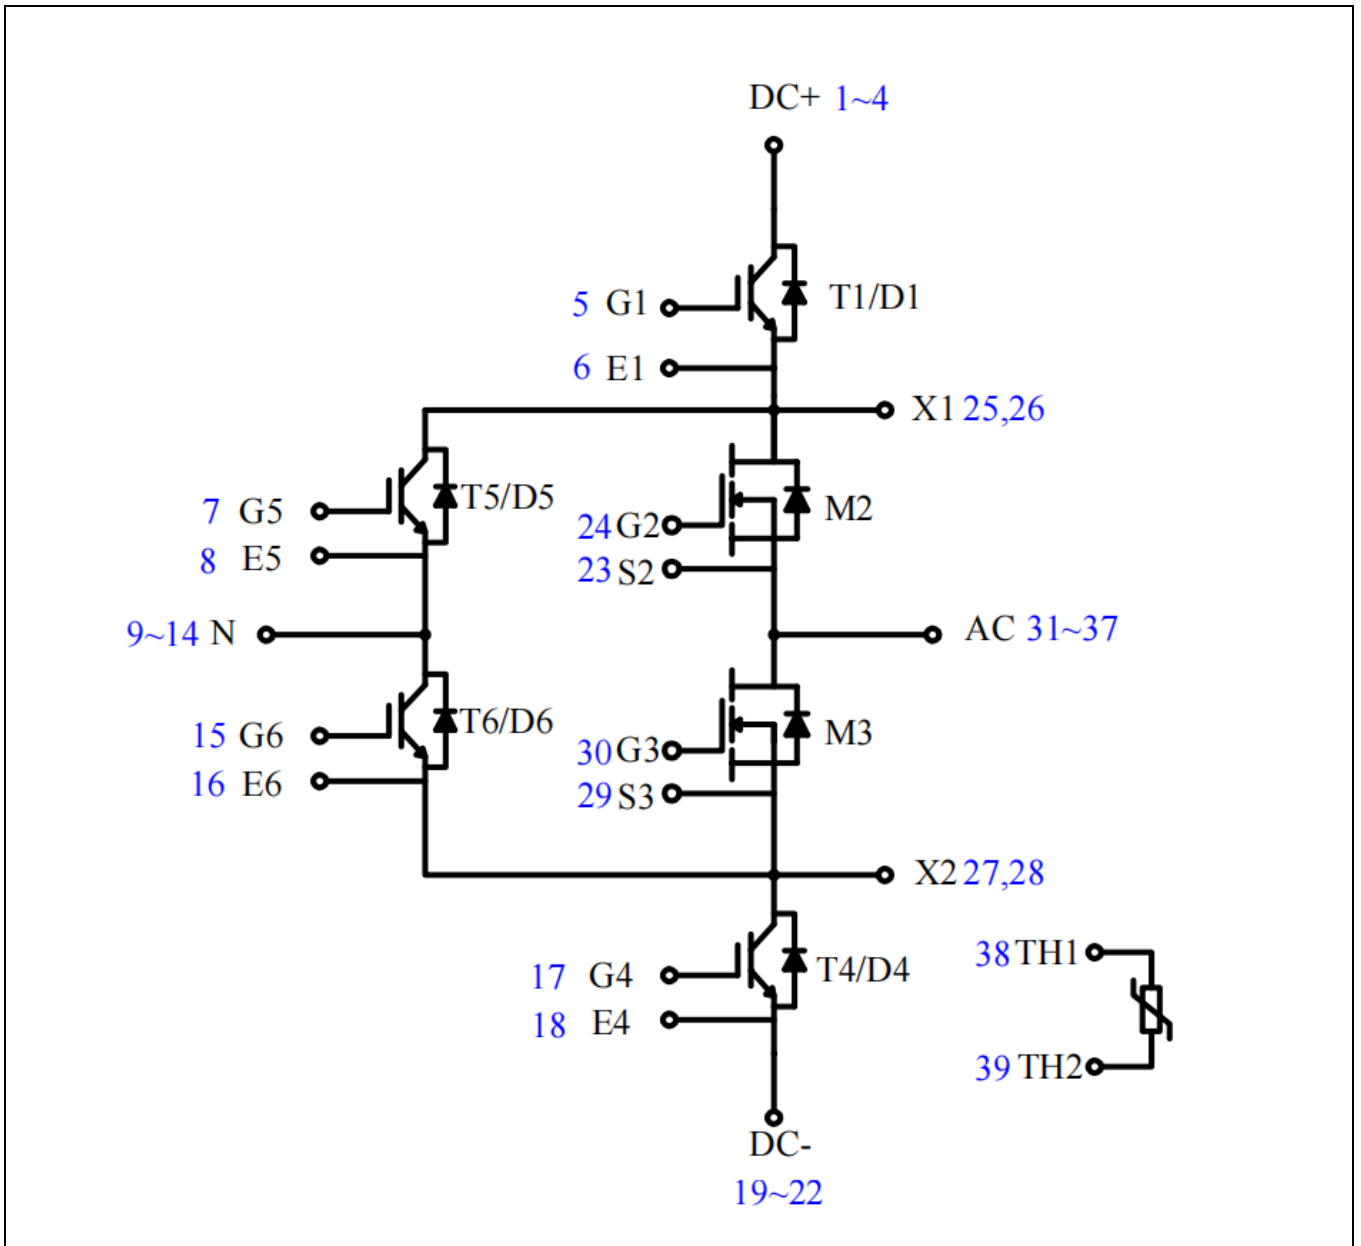 DC+ 1~4
T1/D1
5 G1
6 E1
X1 25,26
T5/D5
7 G5
M2
24 G2
8 E5
23 S2
9~14 N
AC 31~37
T6/D6
15 G6
M3
30 G3
16 E6
29 S3
X2 27,28
38 TH1
T4/D4
17 G4
18 E4
39 TH2
DC-
19~22